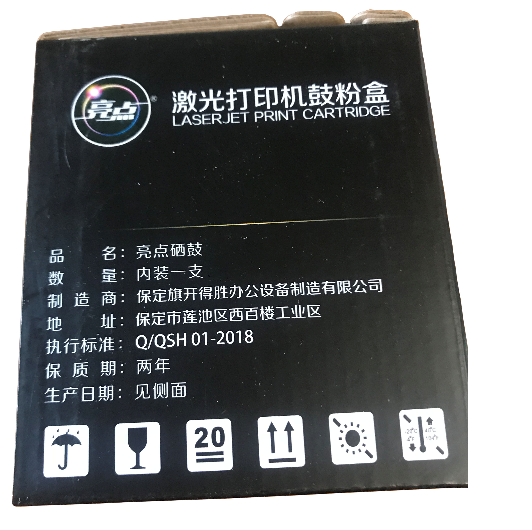 亮点®
激光打印机鼓粉盒
LASERJET PRINT CARTRIDGE
品 名：亮点硒鼓
数 量：内装一支
制 造 商：保定旗开得胜办公设备制造有限公司
地 址：保定市莲池区西百楼工业区
执行标准：Q/QSH 01-2018
保 质 期：两年
生产日期：见侧面
20